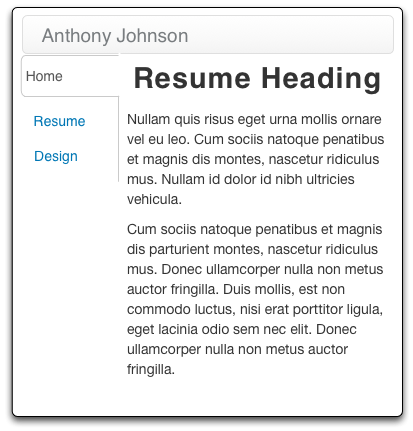 Anthony Johnson
Home
Resume
Design
Resume Heading
Nullam quis risus eget urna mollis ornare
vel eu leo. Cum sociis natoque penatibus
et magnis dis montes, nascetur ridiculus
mus. Nullam id dolor id nibh ultricies
vehicula.
Cum sociis natoque penatibus et magnis
dis parturient montes, nascetur ridiculus
mus. Donec ullamcorper nulla non metus
auctor fringilla. Duis mollis, est non
commodo luctus, nisi erat porttitor ligula,
eget lacinia odio sem nec elit. Donec
ullamcorper nulla non metus auctor
fringilla.